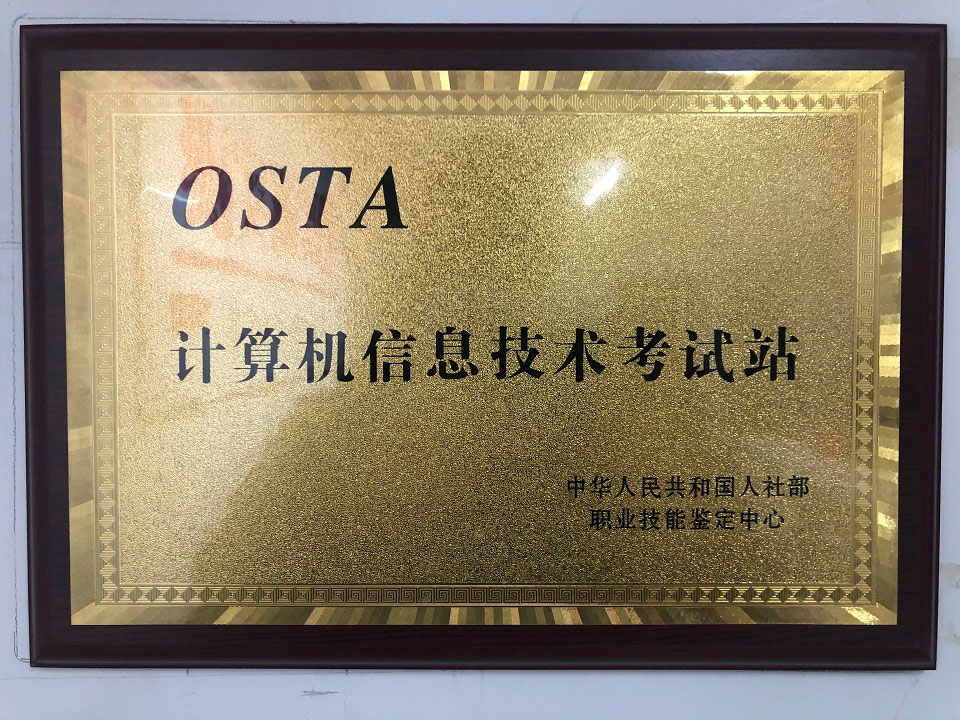 OSTA
计算机信息技术考试站
中华人民共和国人社部
职业技能鉴定中心